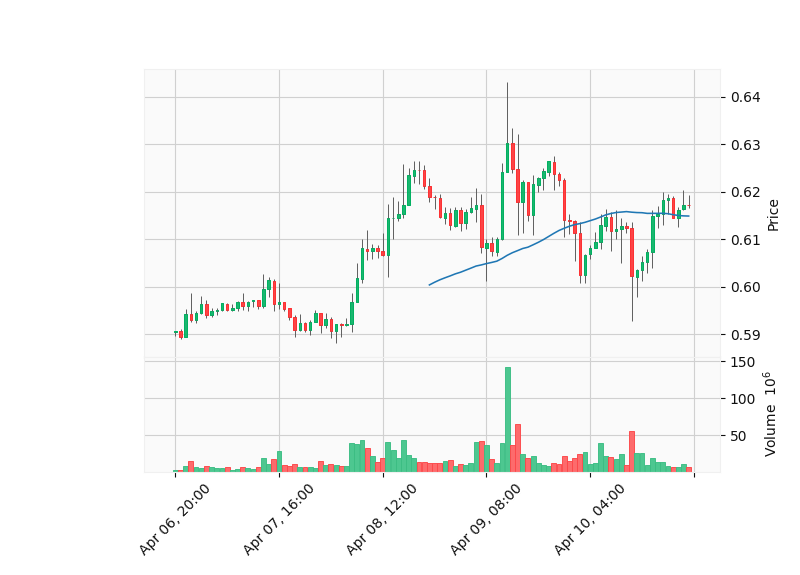 0.64
0.63
0.62
0.61
0.60
0.59
Price
150
100
50
Volume 10^6
Apr 06, 20:00
Apr 07, 16:00
Apr 08, 12:00
Apr 09, 08:00
Apr 10, 04:00